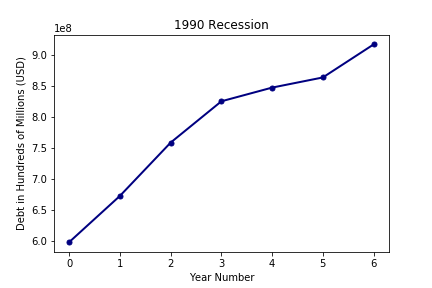 1990 Recession
1e8
Debt in Hundreds of Millions (USD)
9.0
8.5
8.0
7.5
7.0
6.5
6.0
0 1 2 3 4 5 6
Year Number